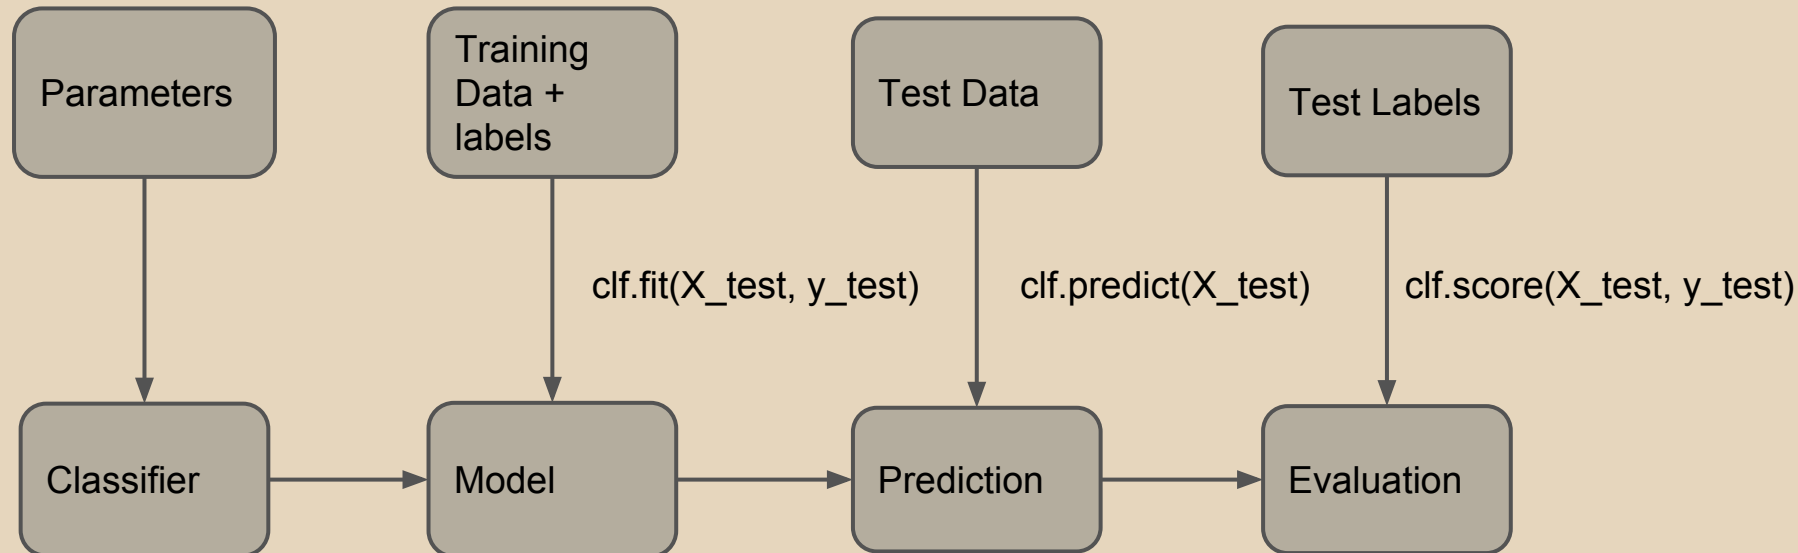 Parameters
Training
Data +
labels
Test Data
Test Labels
clf.fit(X_test, y_test)
clf.predict(X_test)
clf.score(X_test, y_test)
Classifier
Model
Prediction
Evaluation